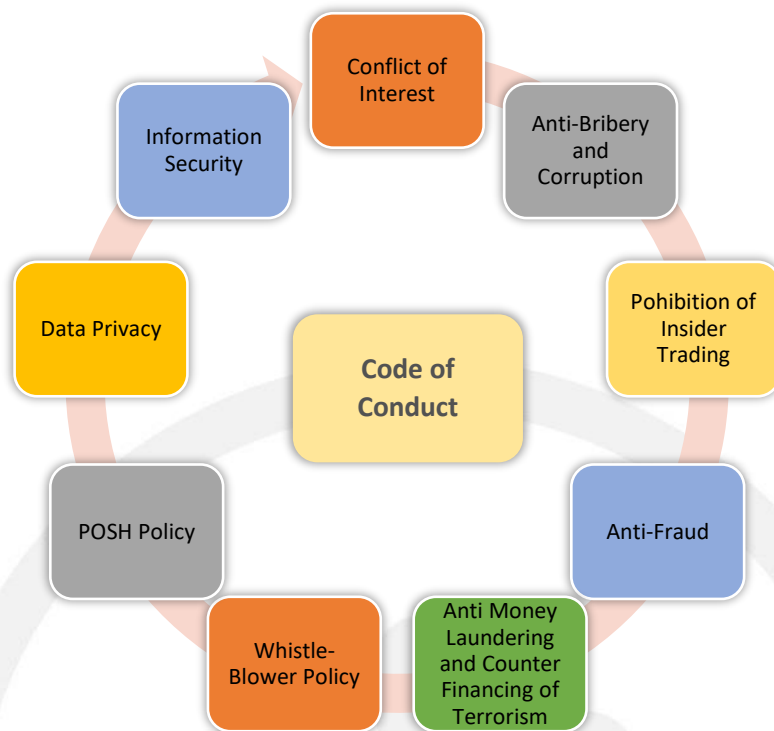 Conflict of
Interest
Anti-Bribery
and
Corruption
Pohibition of
Insider
Trading
Anti-Fraud
Anti Money
Laundering
and Counter
Financing of
Terrorism
Whistle-
Blower Policy
POSH Policy
Data Privacy
Information
Security
Code of
Conduct